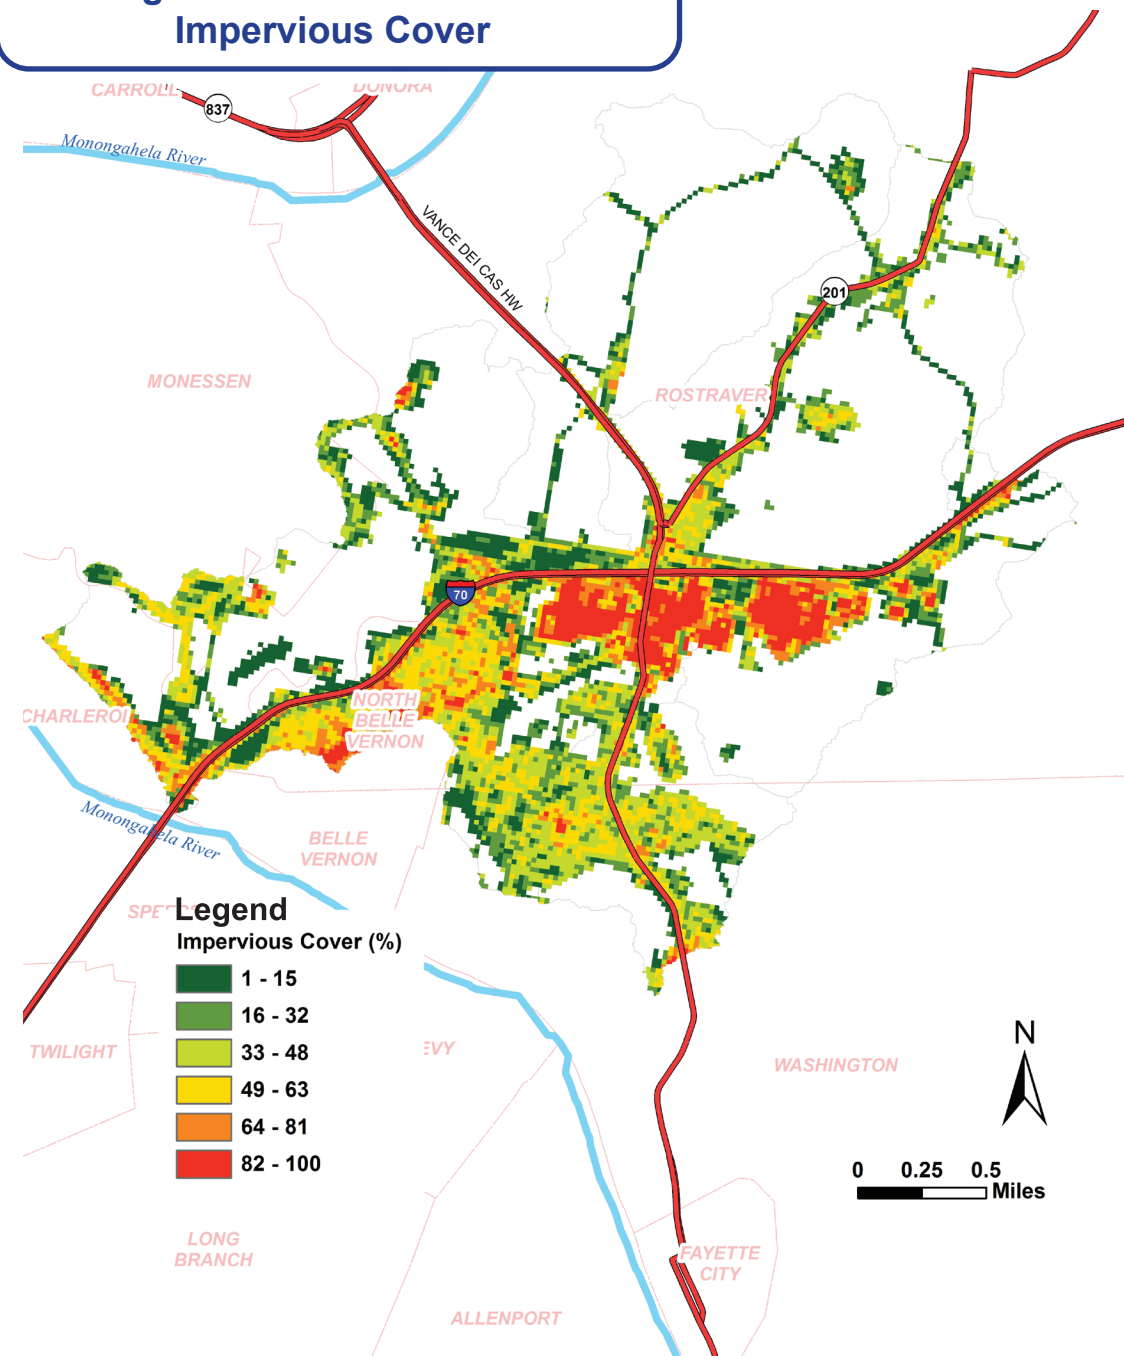 Impervious Cover
CARROLL
DONORA
837
Monongahela River
VANCE DEI CAS HW
201
MONESSEN
ROSTRAVER
70
NORTH
BELLE
VERNON
CHARLEROI
Monongahela River
BELLE
VERNON
Legend
Impervious Cover (%)
1 - 15
16 - 32
33 - 48
49 - 63
64 - 81
82 - 100
TWILIGHT
EVY
WASHINGTON
N
0 0.25 0.5
Miles
LONG
BRANCH
FAYETTE
CITY
ALLENPORT